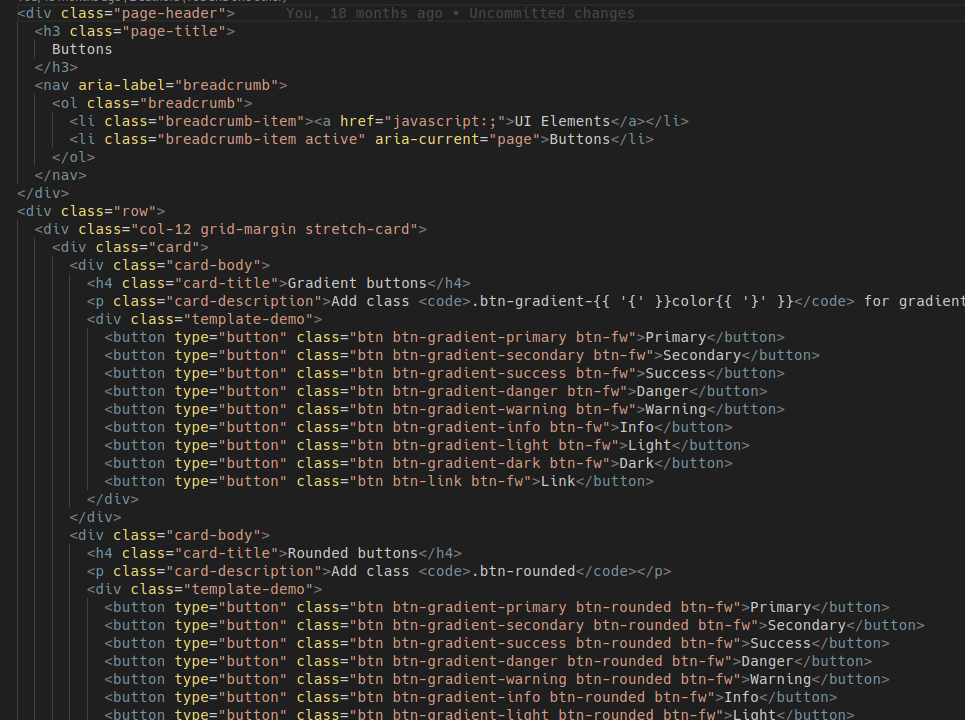 <div class="page-header">      You, 18 months ago • Uncommitted changes
  <h3 class="page-title">
    Buttons
  </h3>
  <nav aria-label="breadcrumb">
    <ol class="breadcrumb">
      <li class="breadcrumb-item"><a href="javascript:;">UI Elements</a></li>
      <li class="breadcrumb-item active" aria-current="page">Buttons</li>
    </ol>
  </nav>
</div>
<div class="row">
  <div class="col-12 grid-margin stretch-card">
    <div class="card">
      <div class="card-body">
        <h4 class="card-title">Gradient buttons</h4>
        <p class="card-description">Add class <code>.btn-gradient-{{ '{' }}color{{ '}' }}</code> for gradient
        <div class="template-demo">
          <button type="button" class="btn btn-gradient-primary btn-fw">Primary</button>
          <button type="button" class="btn btn-gradient-secondary btn-fw">Secondary</button>
          <button type="button" class="btn btn-gradient-success btn-fw">Success</button>
          <button type="button" class="btn btn-gradient-danger btn-fw">Danger</button>
          <button type="button" class="btn btn-gradient-warning btn-fw">Warning</button>
          <button type="button" class="btn btn-gradient-info btn-fw">Info</button>
          <button type="button" class="btn btn-gradient-light btn-fw">Light</button>
          <button type="button" class="btn btn-gradient-dark btn-fw">Dark</button>
          <button type="button" class="btn btn-link btn-fw">Link</button>
        </div>
      </div>
      <div class="card-body">
        <h4 class="card-title">Rounded buttons</h4>
        <p class="card-description">Add class <code>.btn-rounded</code></p>
        <div class="template-demo">
          <button type="button" class="btn btn-gradient-primary btn-rounded btn-fw">Primary</button>
          <button type="button" class="btn btn-gradient-secondary btn-rounded btn-fw">Secondary</button>
          <button type="button" class="btn btn-gradient-success btn-rounded btn-fw">Success</button>
          <button type="button" class="btn btn-gradient-danger btn-rounded btn-fw">Danger</button>
          <button type="button" class="btn btn-gradient-warning btn-rounded btn-fw">Warning</button>
          <button type="button" class="btn btn-gradient-info btn-rounded btn-fw">Info</button>
          <button type="button" class="btn btn-gradient-light btn-rounded btn-fw">Light</button>